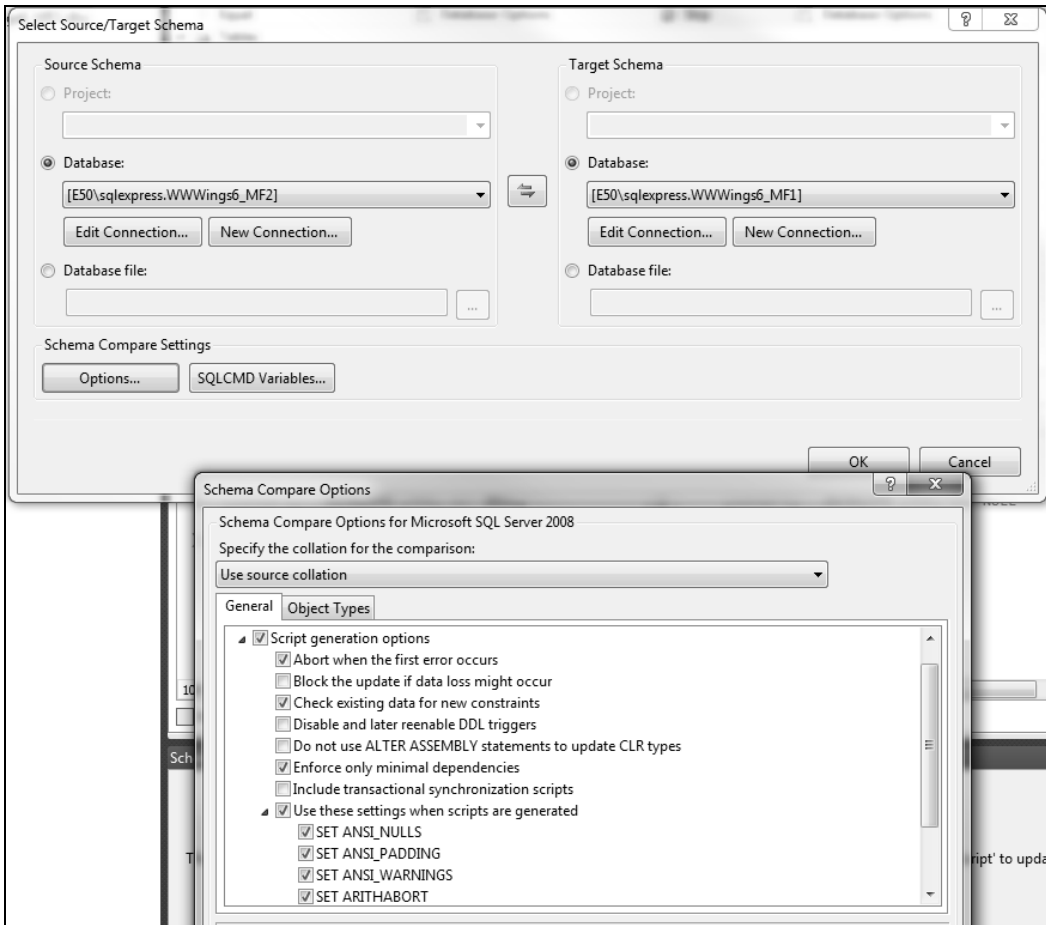 Select Source/Target Schema
Source Schema
Project:
Database:
[E50\sqlexpress.WWWings6_MF2]
Edit Connection...
New Connection...
Database file:
...
Target Schema
Project:
Database:
[E50\sqlexpress.WWWings6_MF1]
Edit Connection...
New Connection...
Database file:
...
Schema Compare Settings
Options...
SQLCMD Variables...
OK
Cancel
Schema Compare Options
NULL
Schema Compare Options for Microsoft SQL Server 2008
Specify the collation for the comparison:
Use source collation
General
Object Types
Script generation options
Abort when the first error occurs
Block the update if data loss might occur
Check existing data for new constraints
10
Disable and later reenable DDL triggers
Do not use ALTER ASSEMBLY statements to update CLR types
Sch
Enforce only minimal dependencies
Include transactional synchronization scripts
Use these settings when scripts are generated
SET ANSI_NULLS
SET ANSI_PADDING
T
ript' to upda
SET ANSI_WARNINGS
SET ARITHABORT